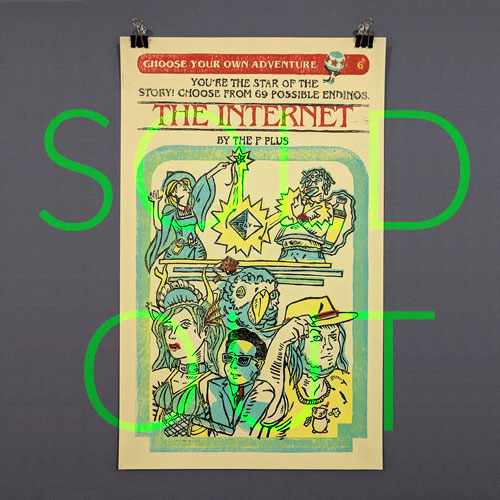 CHOOSE YOUR OWN ADVENTURE 6
YOU'RE THE STAR OF THE
STORY! CHOOSE FROM 69 POSSIBLE ENDINGS.
THE INTERNET
BY THE F PLUS
SOLD
OUT